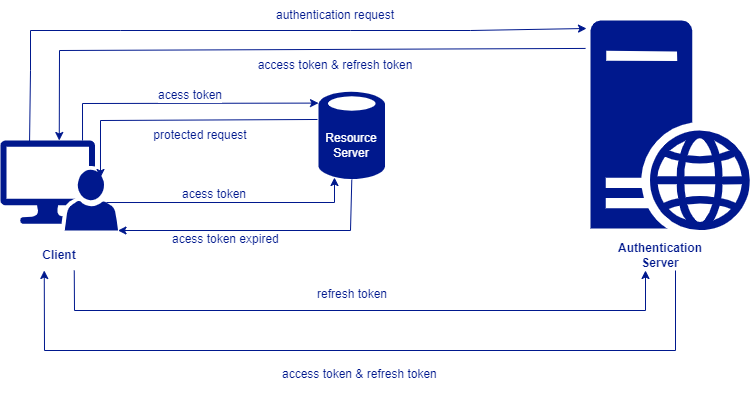 authentication request
access token & refresh token
acess token
protected request
Resource
Server
acess token
acess token expired
Client
Authentication
Server
refresh token
access token & refresh token